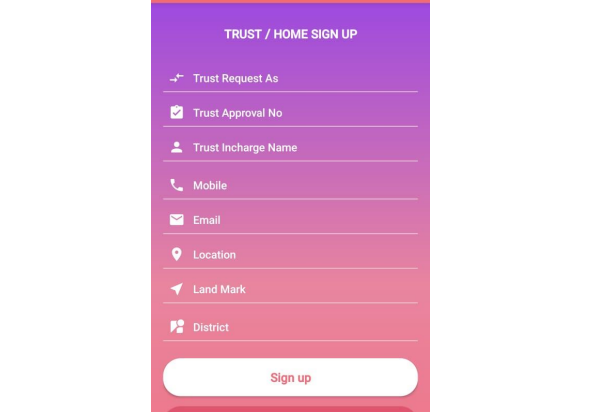 TRUST / HOME SIGN UP
Trust Request As
Trust Approval No
Trust Incharge Name
Mobile
Email
Location
Land Mark
District
Sign up